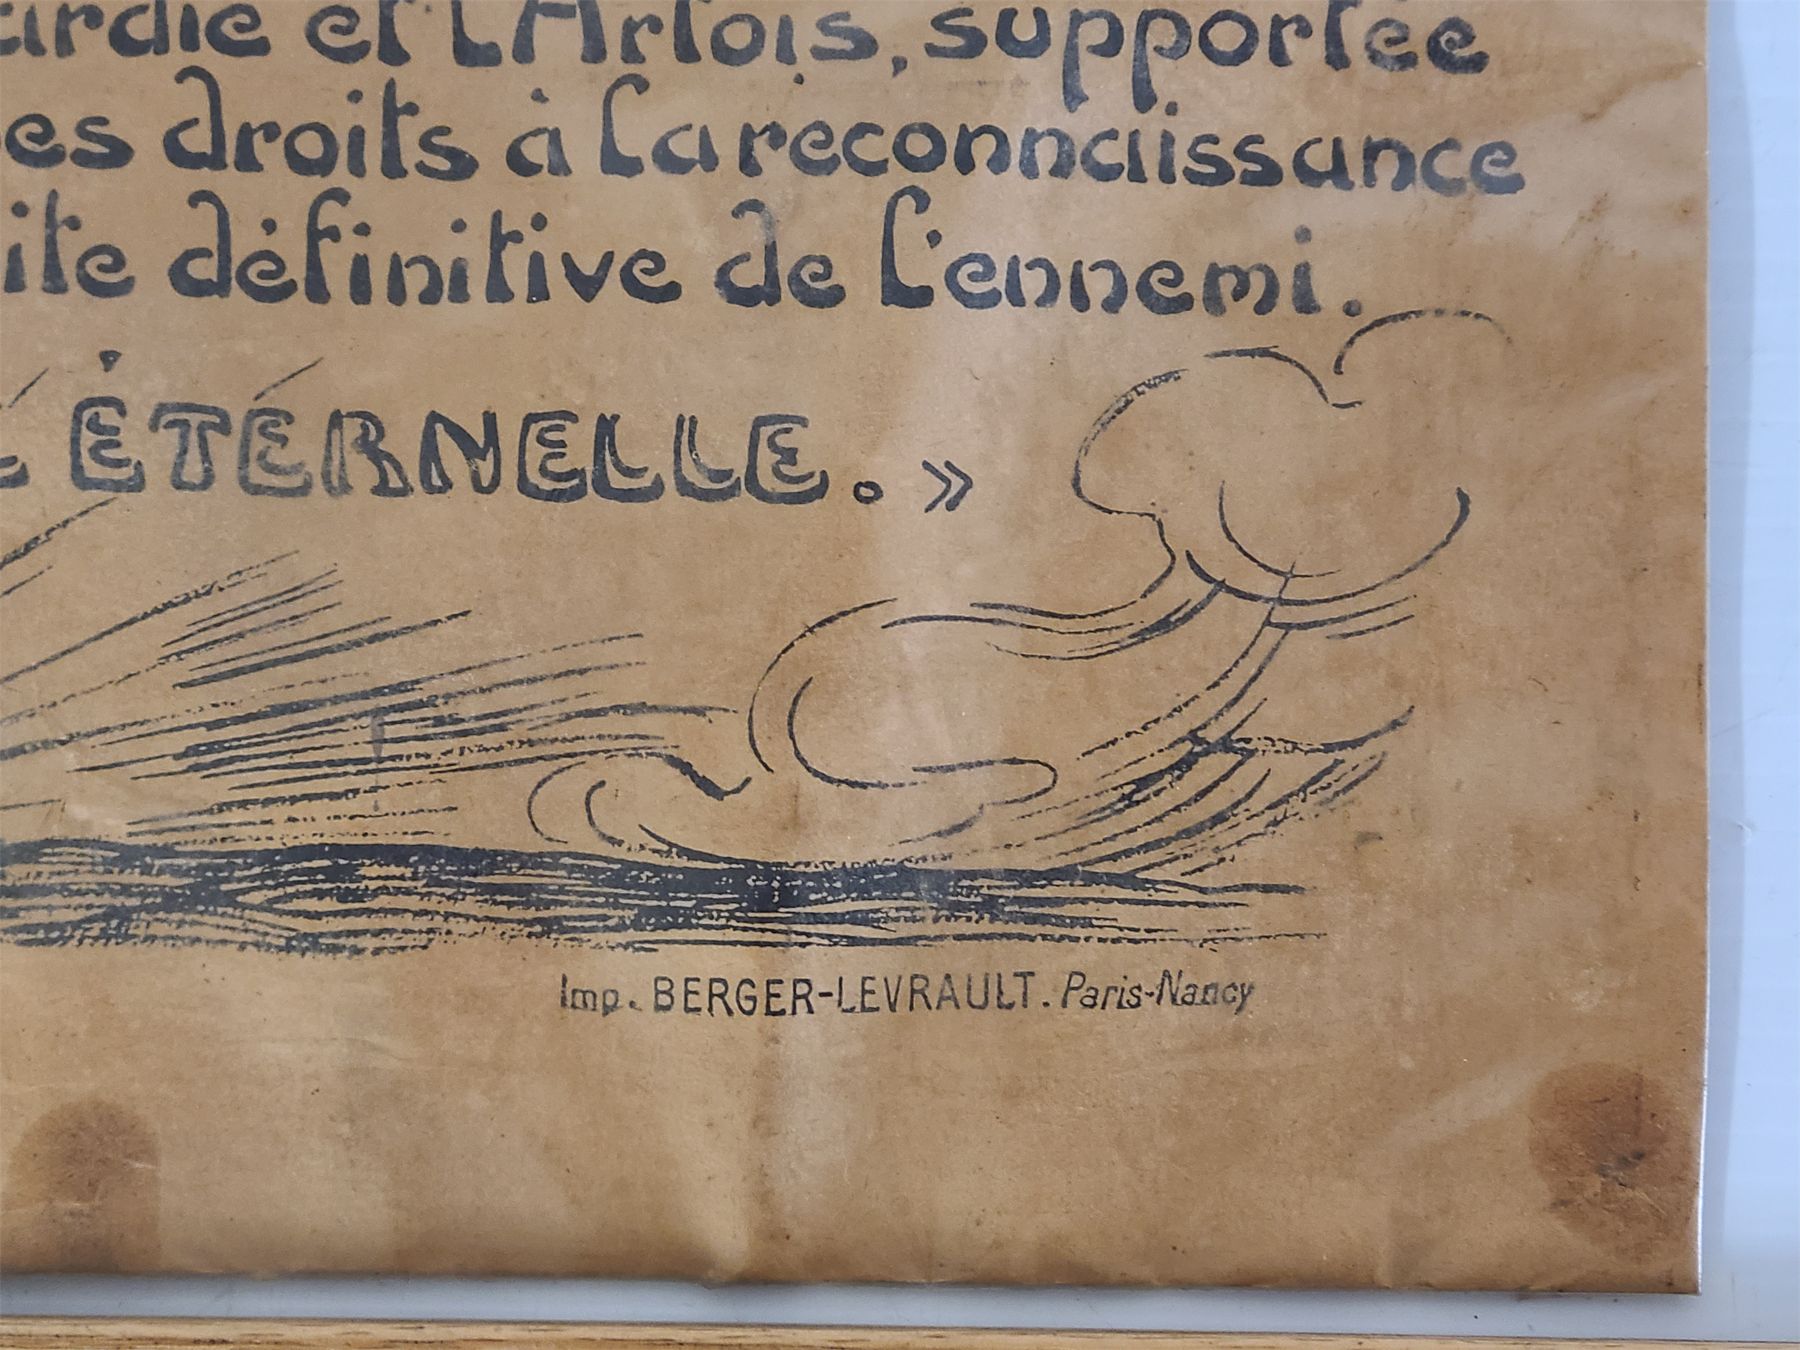 ardie et l'Artois, supportée
es droits à la reconnaissance
ite définitive de l'ennemi.
ÉTERNELLE. »
Imp. BERGER-LEVRAULT. Paris-Nancy